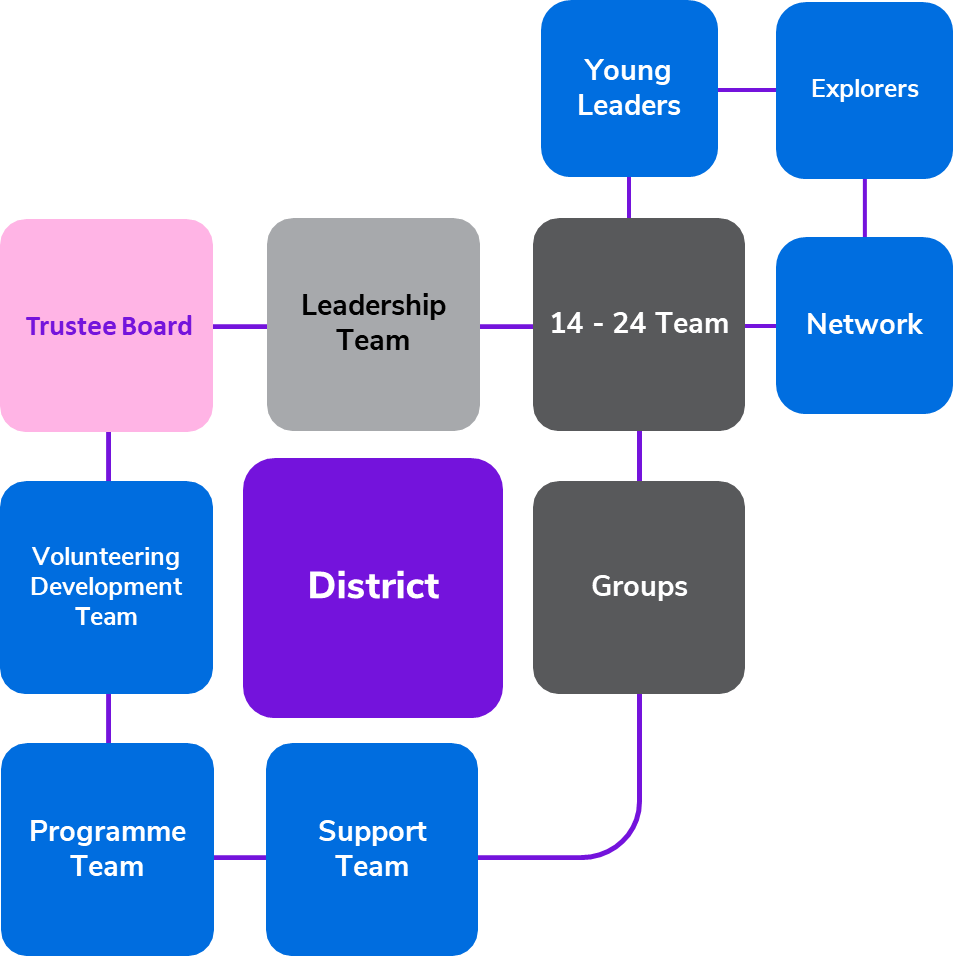 Young
Leaders
Explorers
Trustee Board
Leadership
Team
14 - 24 Team
Network
Volunteering
Development
Team
District
Groups
Programme
Team
Support
Team